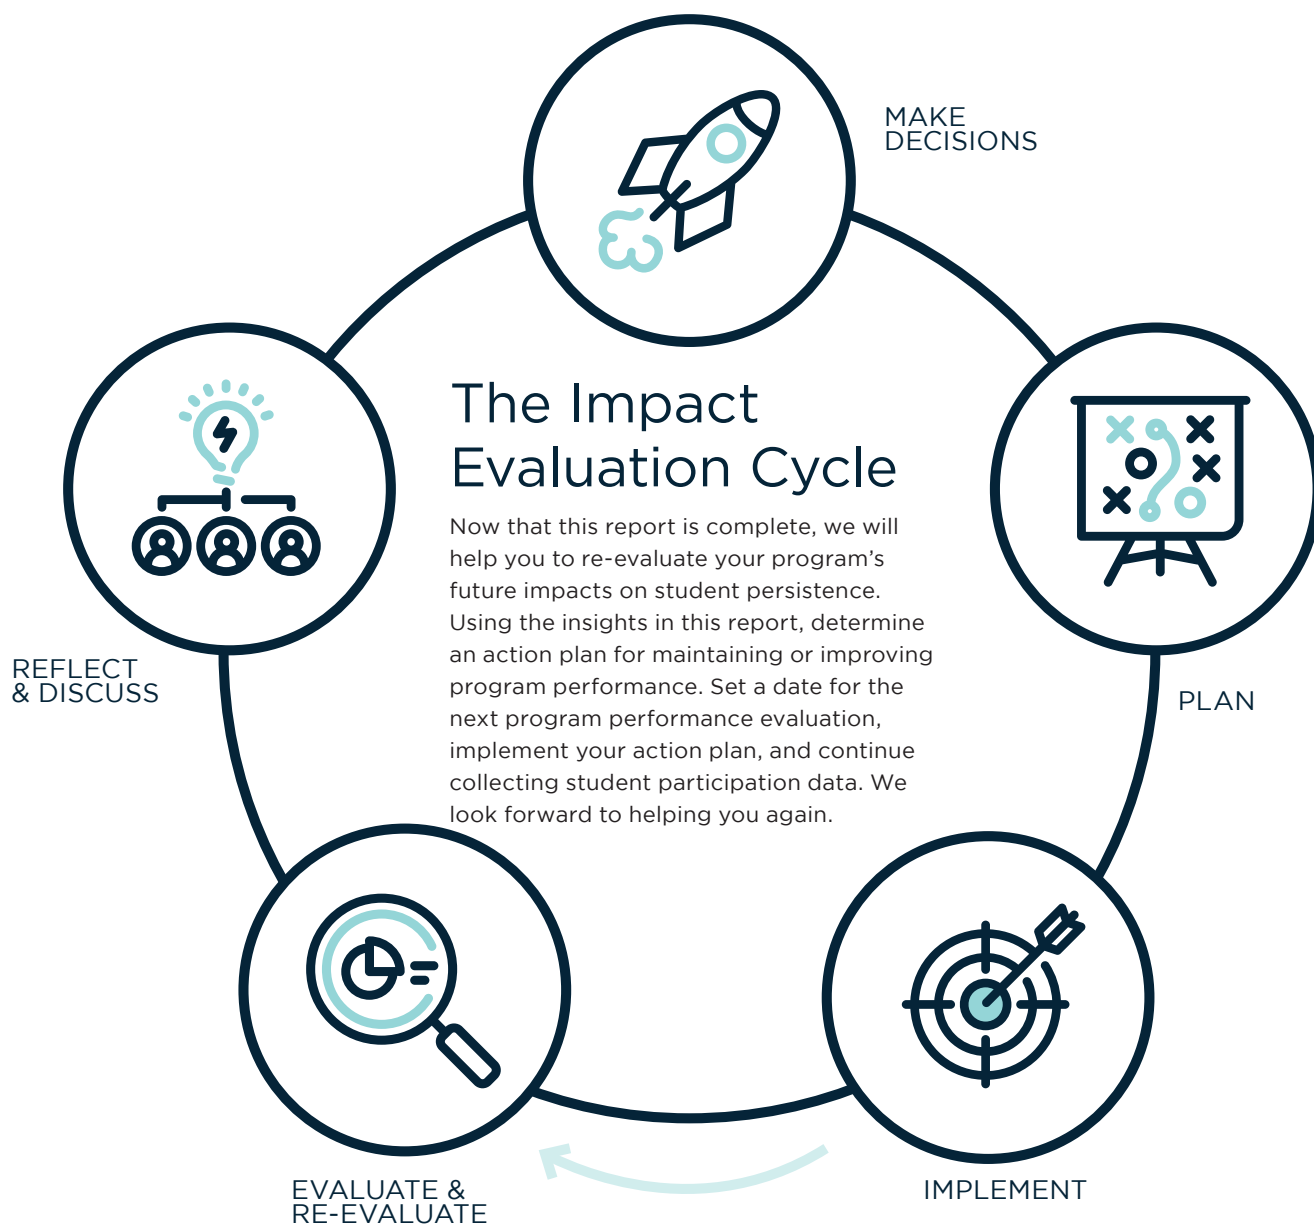 MAKE
DECISIONS
The Impact
Evaluation Cycle
Now that this report is complete, we will
help you to re-evaluate your program’s
future impacts on student persistence.
Using the insights in this report, determine
an action plan for maintaining or improving
program performance. Set a date for the
next program performance evaluation,
implement your action plan, and continue
collecting student participation data. We
look forward to helping you again.
REFLECT
& DISCUSS
PLAN
EVALUATE &
RE-EVALUATE
IMPLEMENT